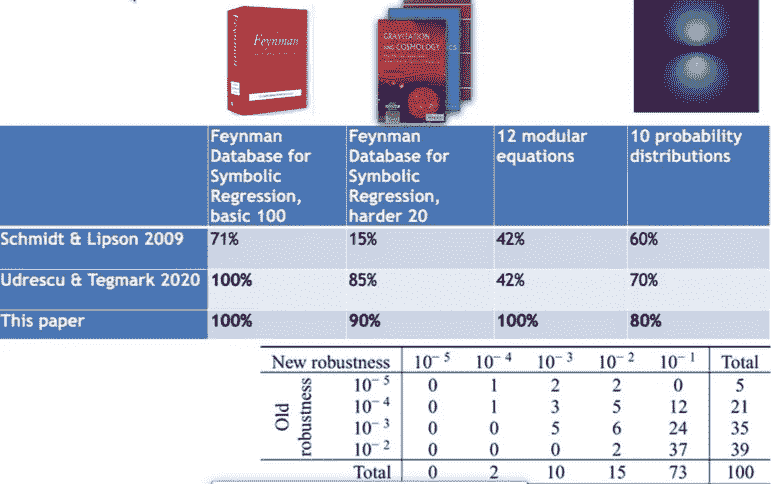 Feynman
Feynman
GRAVITATION
AND COSMOLOGY
Feynman Database for Symbolic Regression, basic 100
Feynman Database for Symbolic Regression, harder 20
12 modular equations
10 probability distributions
Schmidt & Lipson 2009 71% 15% 42% 60%
Udrescu & Tegmark 2020 100% 85% 42% 70%
This paper 100% 90% 100% 80%
New robustness 10⁻⁵ 10⁻⁴ 10⁻³ 10⁻² 10⁻¹ Total
Old robustness
10⁻⁵ 0 1 2 2 0 5
10⁻⁴ 0 1 3 5 12 21
10⁻³ 0 0 5 6 24 35
10⁻² 0 0 0 2 37 39
Total 0 2 10 15 73 100